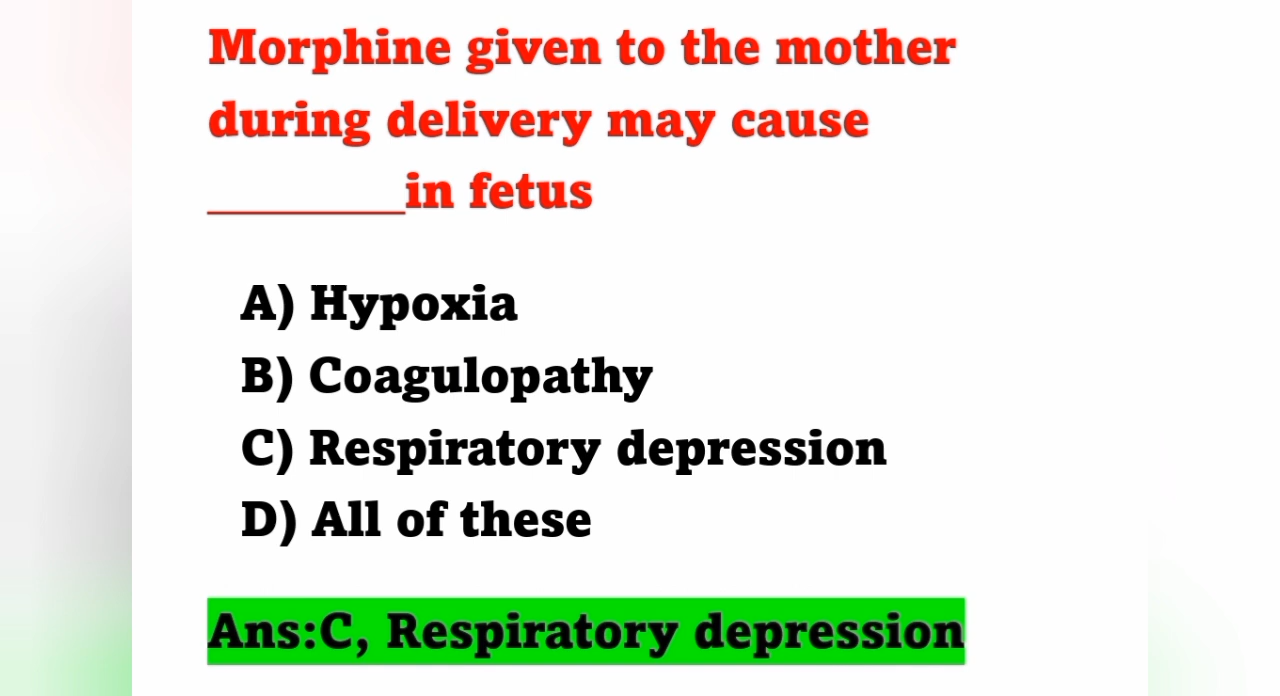 Morphine given to the mother
during delivery may cause
_________in fetus
A) Hypoxia
B) Coagulopathy
C) Respiratory depression
D) All of these
Ans:C, Respiratory depression